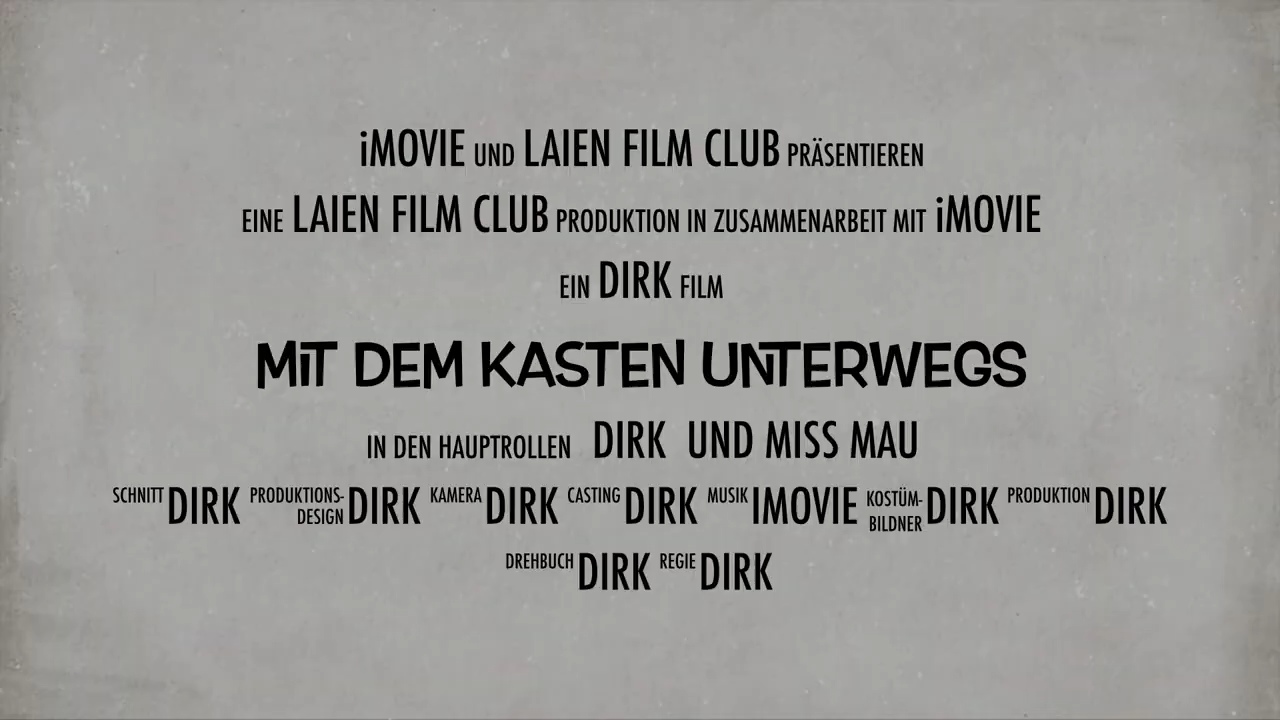 iMOVIE UND LAIEN FILM CLUB PRÄSENTIEREN
EINE LAIEN FILM CLUB PRODUKTION IN ZUSAMMENARBEIT MIT iMOVIE
EIN DIRK FILM
MIT DEM KASTEN UNTERWEGS
IN DEN HAUPTROLLEN DIRK UND MISS MAU
SCHNITT DIRK PRODUKTIONS-DESIGN DIRK KAMERA DIRK CASTING DIRK MUSIK IMOVIE KOSTÜM-BILDNER DIRK PRODUKTION DIRK
DREHBUCH DIRK REGIE DIRK